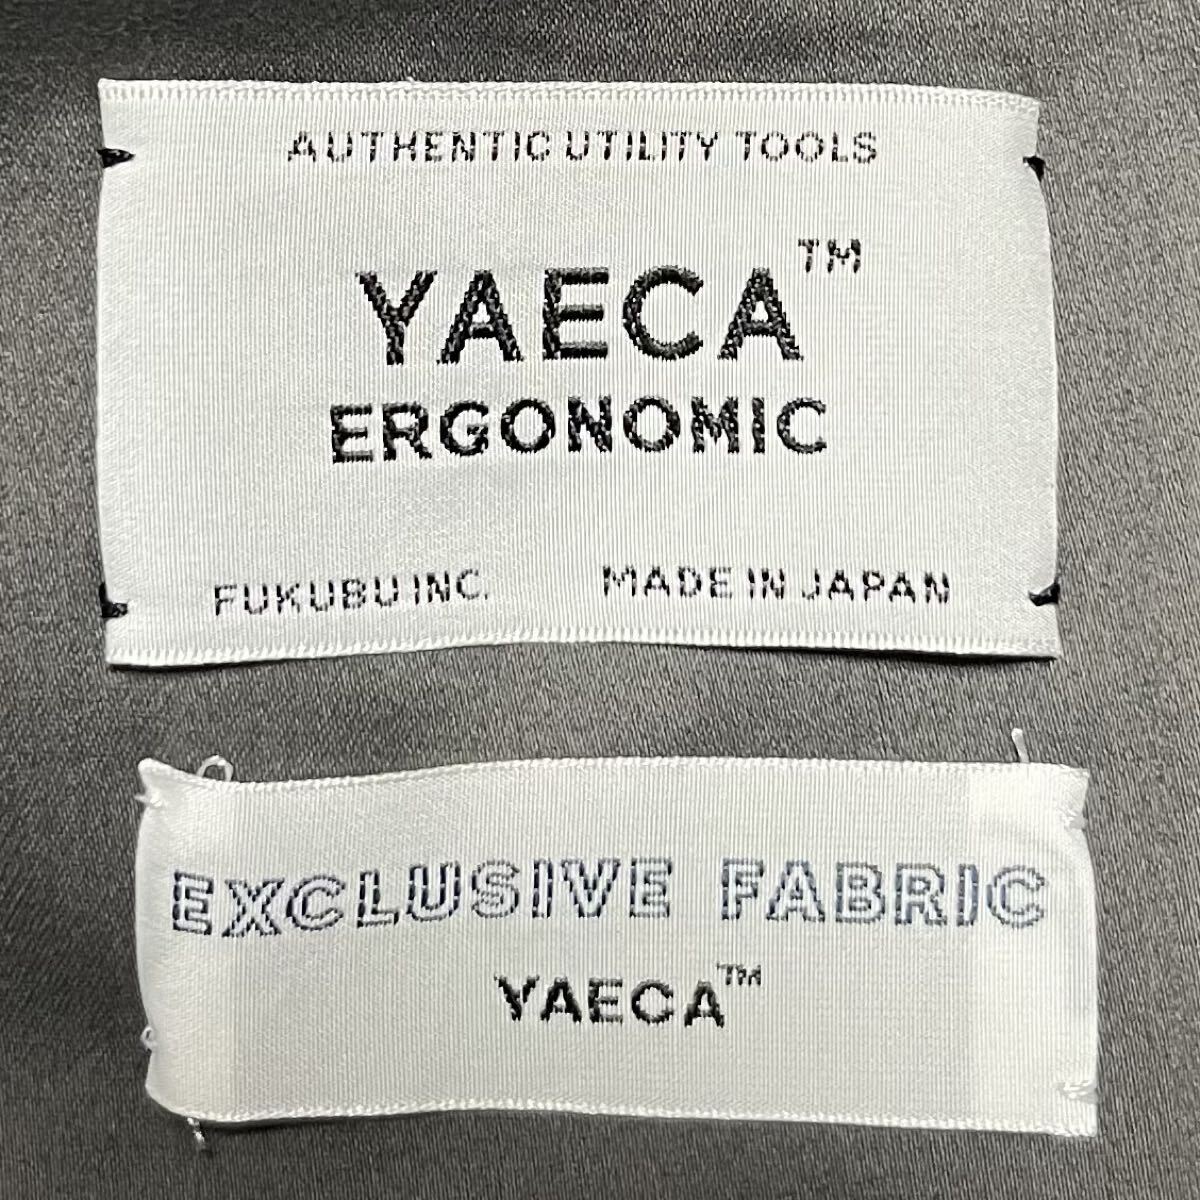 AUTHENTIC UTILITY TOOLS
YAECA™
ERGONOMIC
FUKUBU INC. MADE IN JAPAN
EXCLUSIVE FABRIC
YAECA™